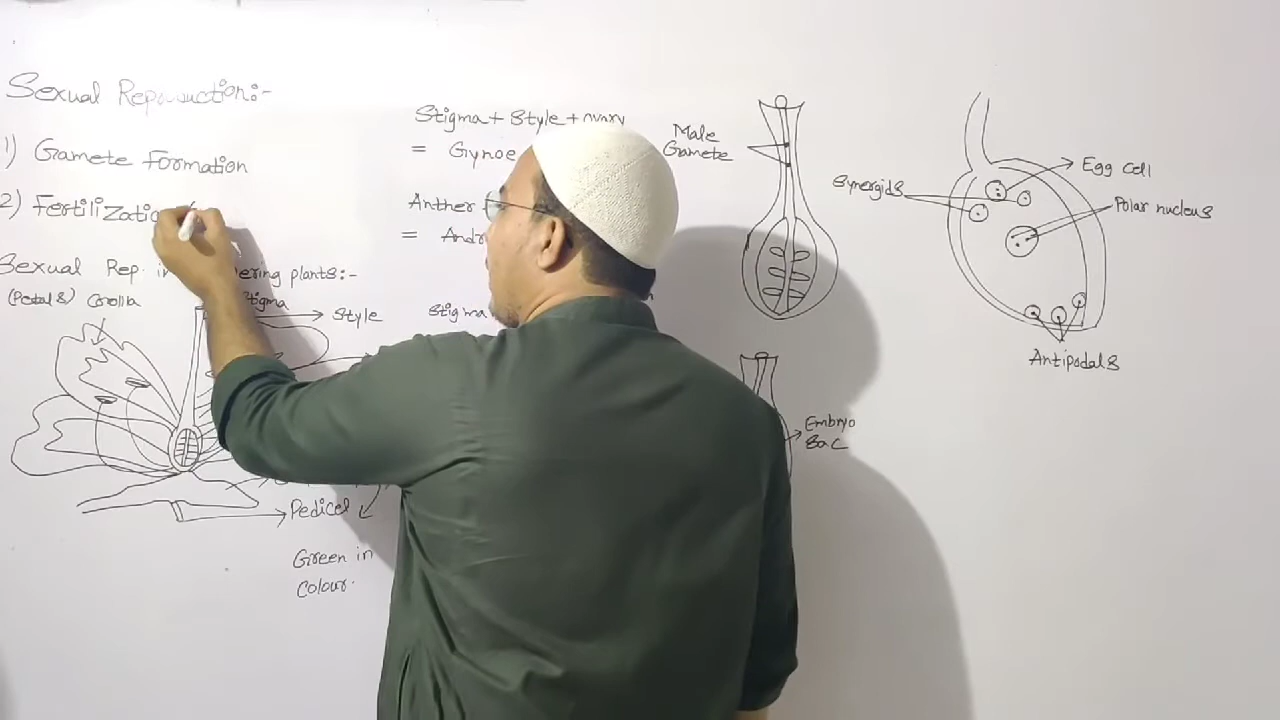 Sexual Reproduction:-
1) Gamete Formation
2) Fertilizatio
Sexual Rep. in ering plants:-
(Petals) Corolla
Stigma
Style
Pedicel
Green in
Colour.
Stigma + Style + ovary
= Gynoe
Anther
= Andr
Stigma
Male
Gamete
Embryo
Sac
Synergids
Egg Cell
Polar nucleus
Antipodals